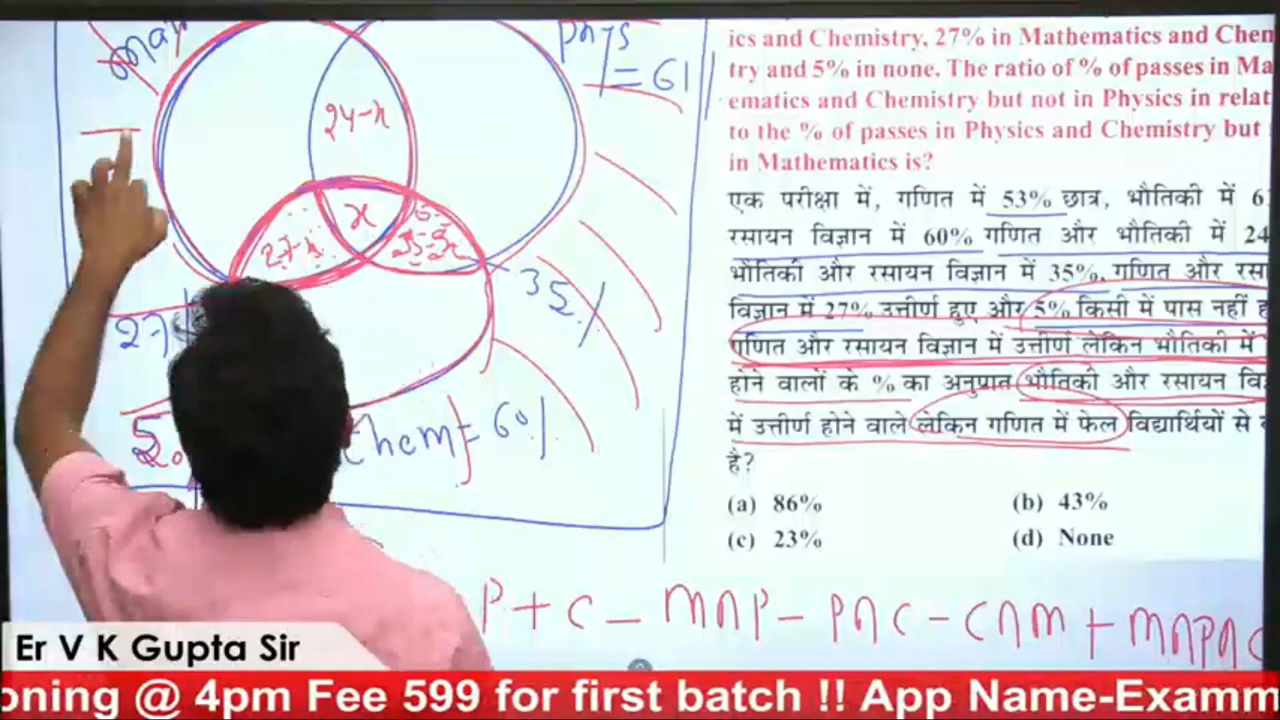 ics and Chemistry, 27% in Mathematics and Chem
try and 5% in none. The ratio of % of passes in Ma
ematics and Chemistry but not in Physics in relat
to the % of passes in Physics and Chemistry but
in Mathematics is?
एक परीक्षा में, गणित में 53% छात्र, भौतिकी में 6
रसायन विज्ञान में 60% गणित और भौतिकी में 24
भौतिकी और रसायन विज्ञान में 35%, गणित और रसा
विज्ञान में 27% उत्तीर्ण हुए और 5% किसी में पास नहीं ह
गणित और रसायन विज्ञान में उत्तीर्ण लेकिन भौतिकी में
होने वालों के % का अनुपात भौतिकी और रसायन वि
में उत्तीर्ण होने वाले लेकिन गणित में फेल विद्यार्थियों से
है?
(a) 86% (b) 43%
(c) 23% (d) None
phys
= 61
24-x
x
27-x
35-x
35%
27
5
chem = 60%
P + C - M∩P - P∩C - C∩M + M∩P∩C
Er V K Gupta Sir
oning @ 4pm Fee 599 for first batch !! App Name-Examm